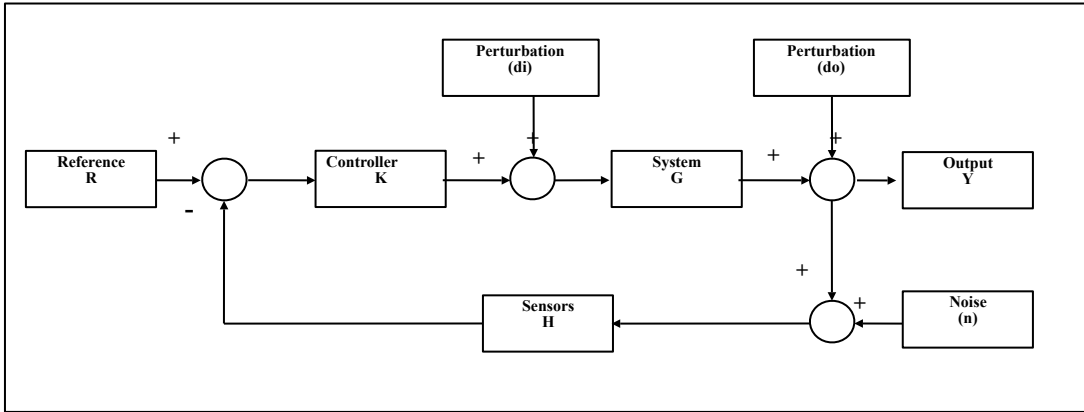 Perturbation
(di)
Perturbation
(do)
+
+
+
+
+
Reference
R
Controller
K
System
G
Output
Y
-
+
+
Sensors
H
Noise
(n)